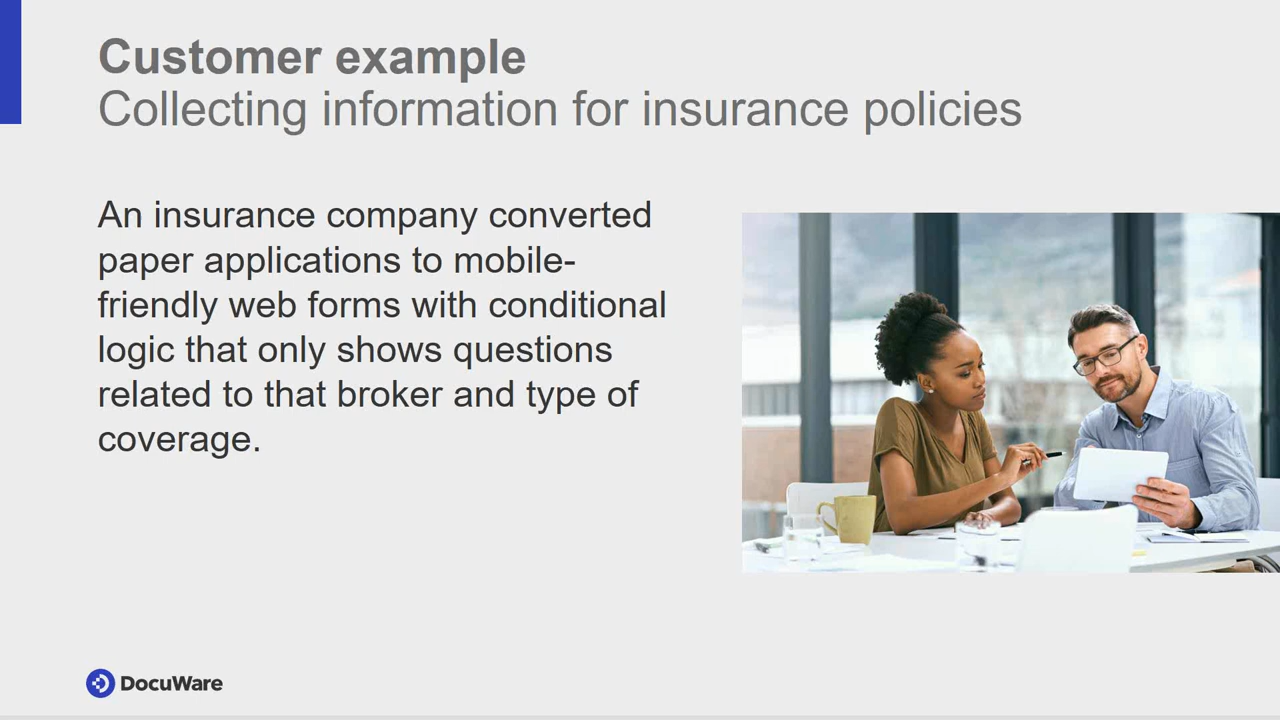 Customer example
Collecting information for insurance policies
An insurance company converted
paper applications to mobile-
friendly web forms with conditional
logic that only shows questions
related to that broker and type of
coverage.
DocuWare